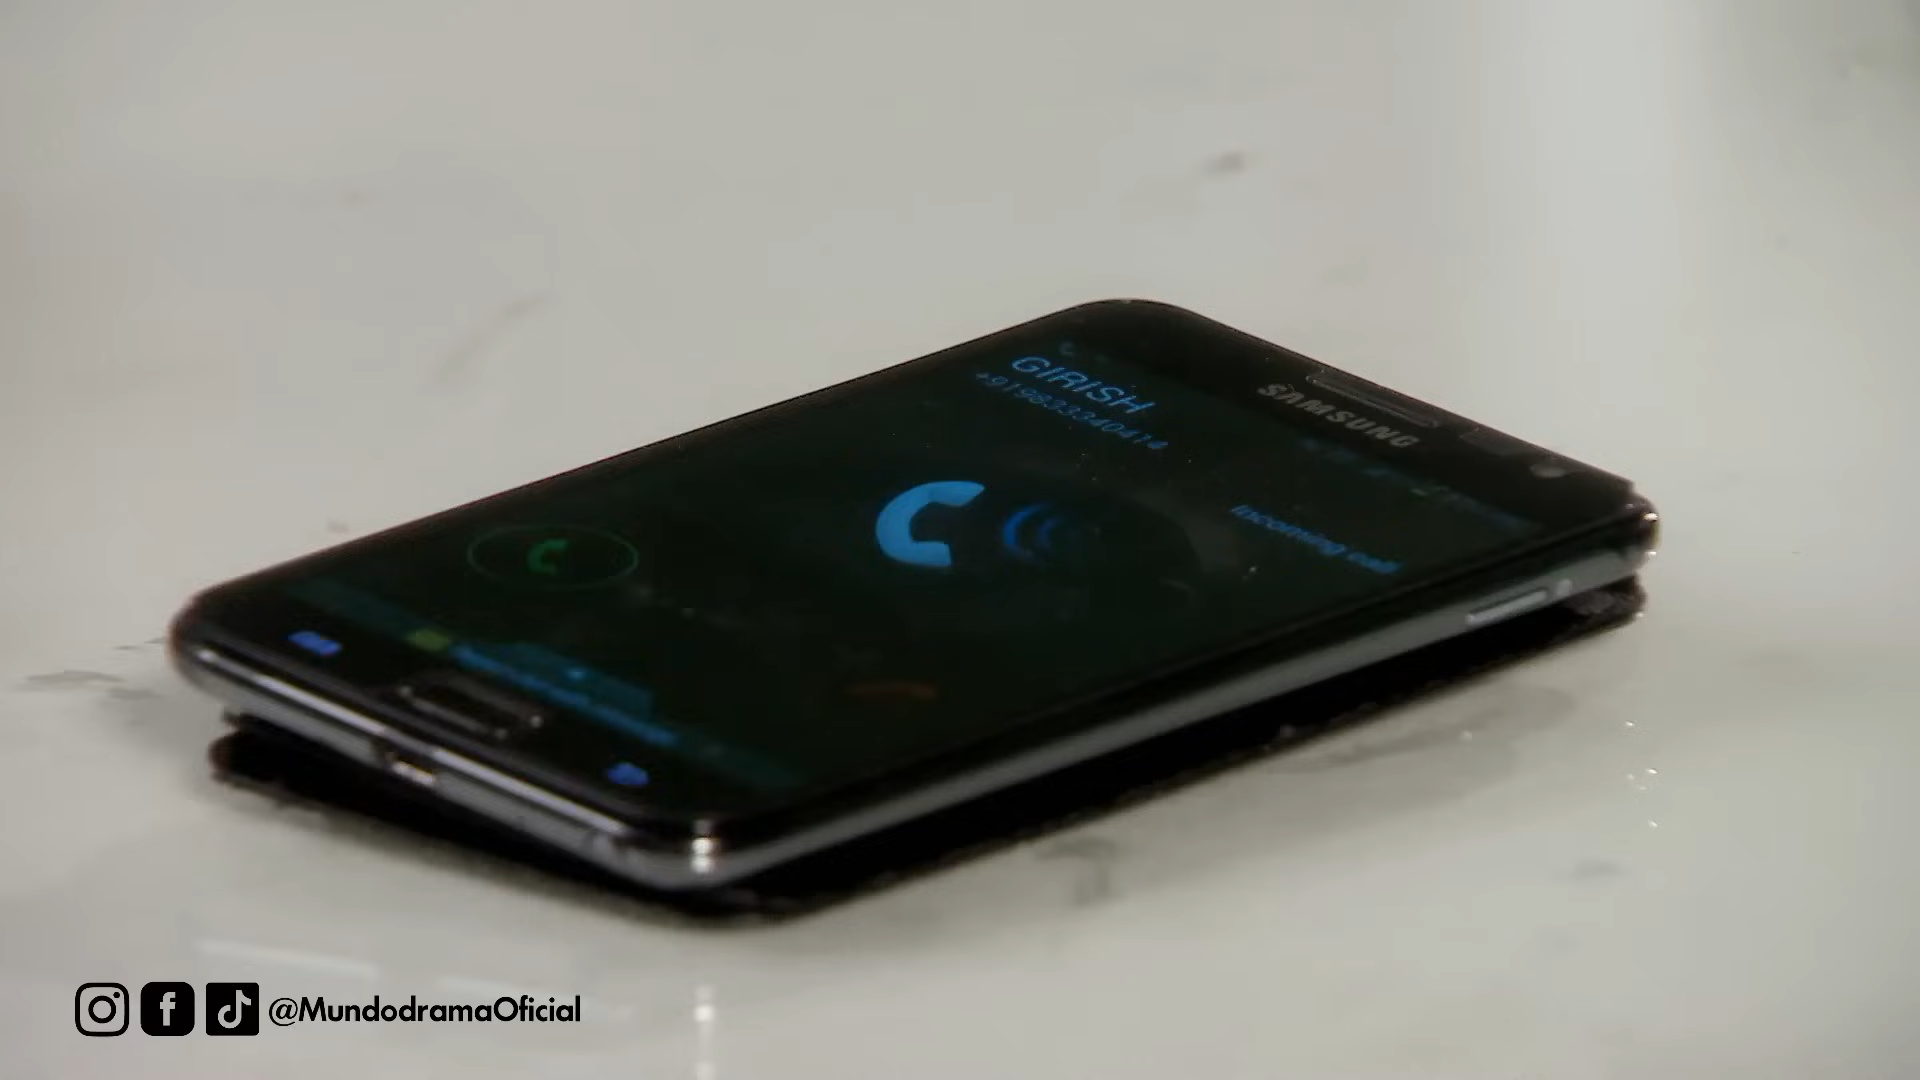 GIRISH
+919833340414
SAMSUNG
Incoming call
@MundodramaOficial